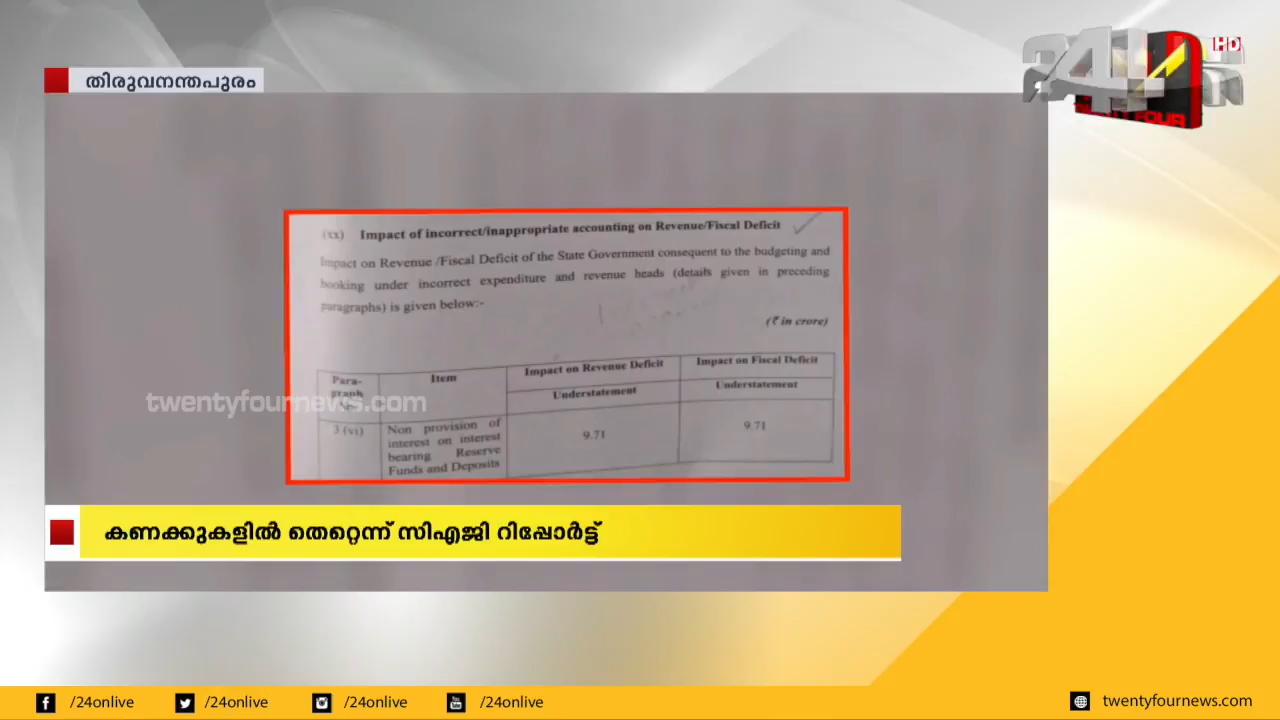 തിരുവനന്തപുരം
24
HD
TWENTY FOUR
(xx) Impact of incorrect/inappropriate accounting on Revenue/Fiscal Deficit
Impact on Revenue /Fiscal Deficit of the State Government consequent to the budgeting and
booking under incorrect expenditure and revenue heads (details given in preceding
paragraphs) is given below:-
(₹ in crore)
Para-
graph
Item
Impact on Revenue Deficit
Impact on Fiscal Deficit
Understatement
Understatement
3 (vi)
Non provision of
interest on interest
bearing Reserve
Funds and Deposits
9.71
9.71
twentyfournews.com
കണക്കുകളിൽ തെറ്റെന്ന് സിഎജി റിപ്പോർട്ട്
/24onlive
/24onlive
/24onlive
/24onlive
twentyfournews.com